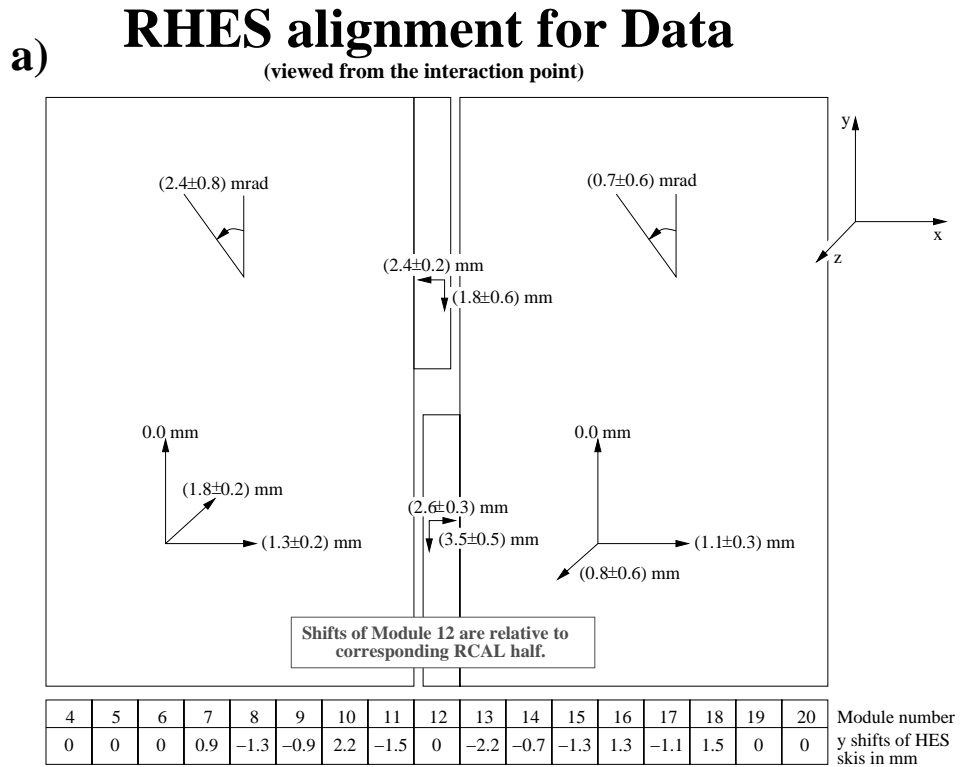 RHES alignment for Data
a)
(viewed from the interaction point)
y
x
z
(2.4±0.8) mrad
(0.7±0.6) mrad
(2.4±0.2) mm
(1.8±0.6) mm
0.0 mm
(1.8±0.2) mm
(1.3±0.2) mm
(2.6±0.3) mm
(3.5±0.5) mm
0.0 mm
(1.1±0.3) mm
(0.8±0.6) mm
Shifts of Module 12 are relative to
corresponding RCAL half.
4 5 6 7 8 9 10 11 12 13 14 15 16 17 18 19 20 Module number
0 0 0 0.9 −1.3 −0.9 2.2 −1.5 0 −2.2 −0.7 −1.3 1.3 −1.1 1.5 0 0 y shifts of HES
skis in mm